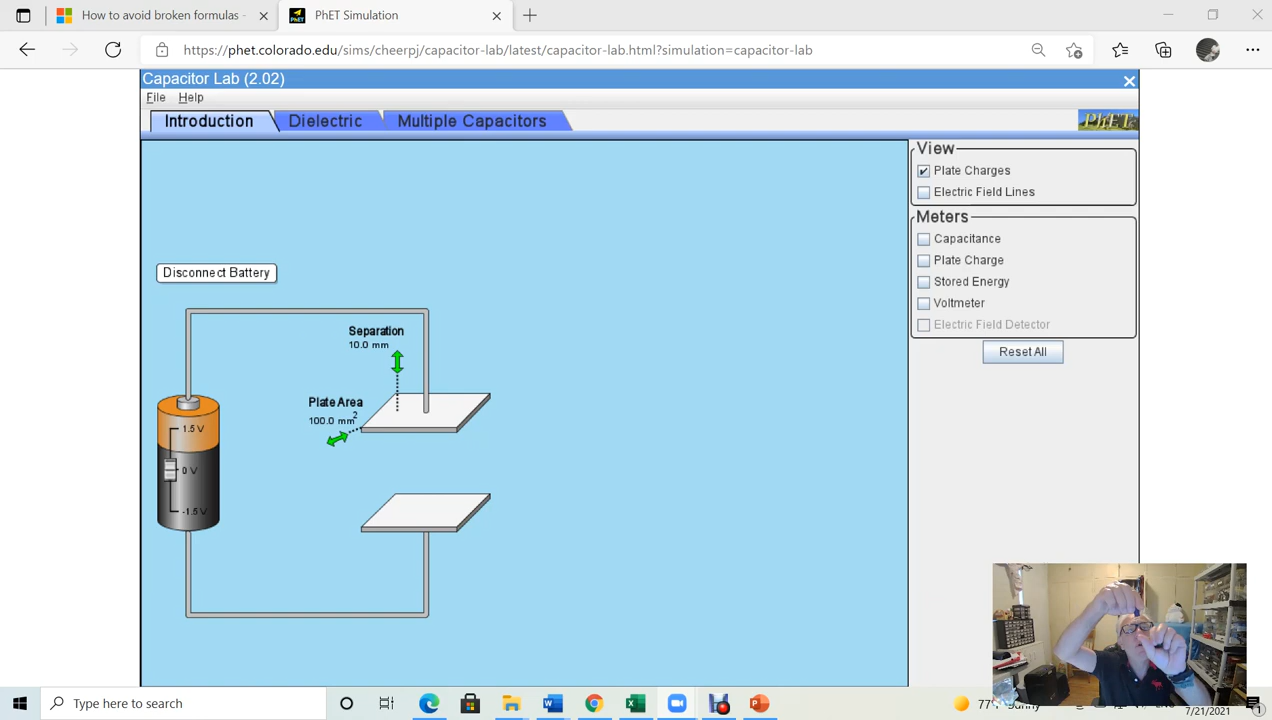 How to avoid broken formulas -
PhET Simulation
https://phet.colorado.edu/sims/cheerpj/capacitor-lab/latest/capacitor-lab.html?simulation=capacitor-lab
Capacitor Lab (2.02)
File Help
Introduction Dielectric Multiple Capacitors
PhET
View
Plate Charges
Electric Field Lines
Meters
Capacitance
Plate Charge
Stored Energy
Voltmeter
Electric Field Detector
Reset All
Disconnect Battery
Separation
10.0 mm
Plate Area
100.0 mm2
1.5 V
0 V
-1.5 V
Type here to search
77°
7/21/2021
1